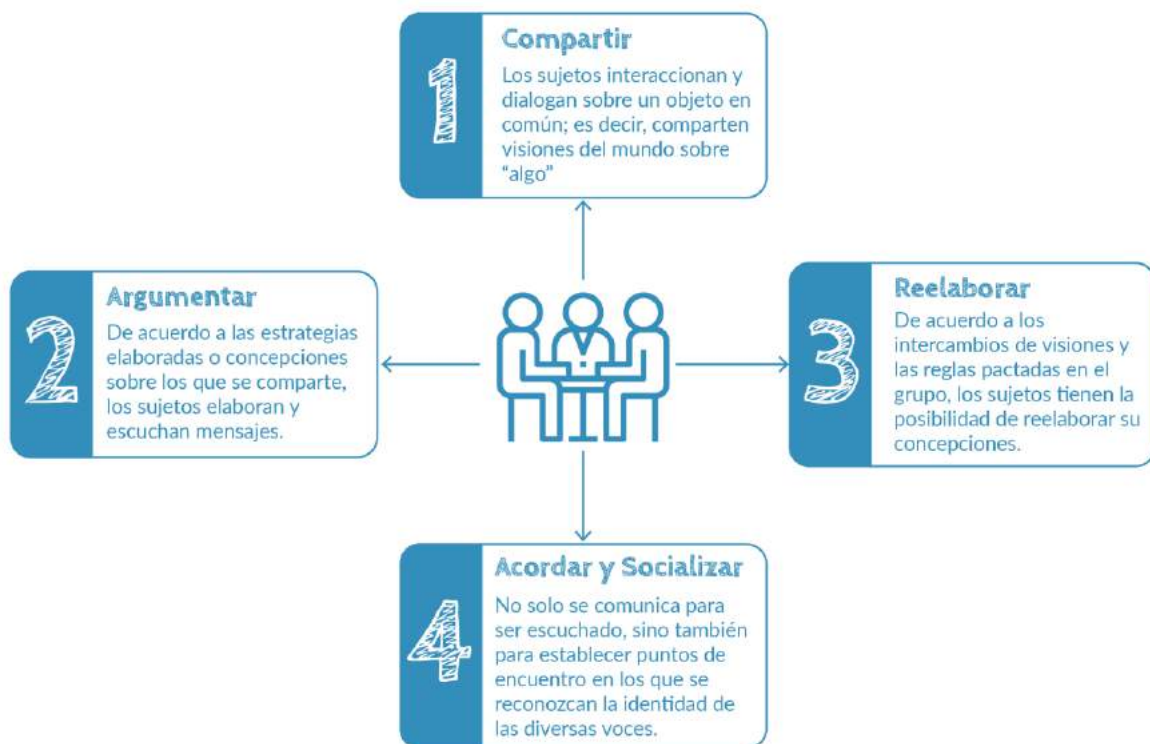 1
Compartir
Los sujetos interaccionan y
dialogan sobre un objeto en
común; es decir, comparten
visiones del mundo sobre
“algo”
2
Argumentar
De acuerdo a las estrategias
elaboradas o concepciones
sobre los que se comparte,
los sujetos elaboran y
escuchan mensajes.
3
Reelaborar
De acuerdo a los
intercambios de visiones y
las reglas pactadas en el
grupo, los sujetos tienen la
posibilidad de reelaborar su
concepciones.
4
Acordar y Socializar
No solo se comunica para
ser escuchado, sino también
para establecer puntos de
encuentro en los que se
reconozcan la identidad de
las diversas voces.